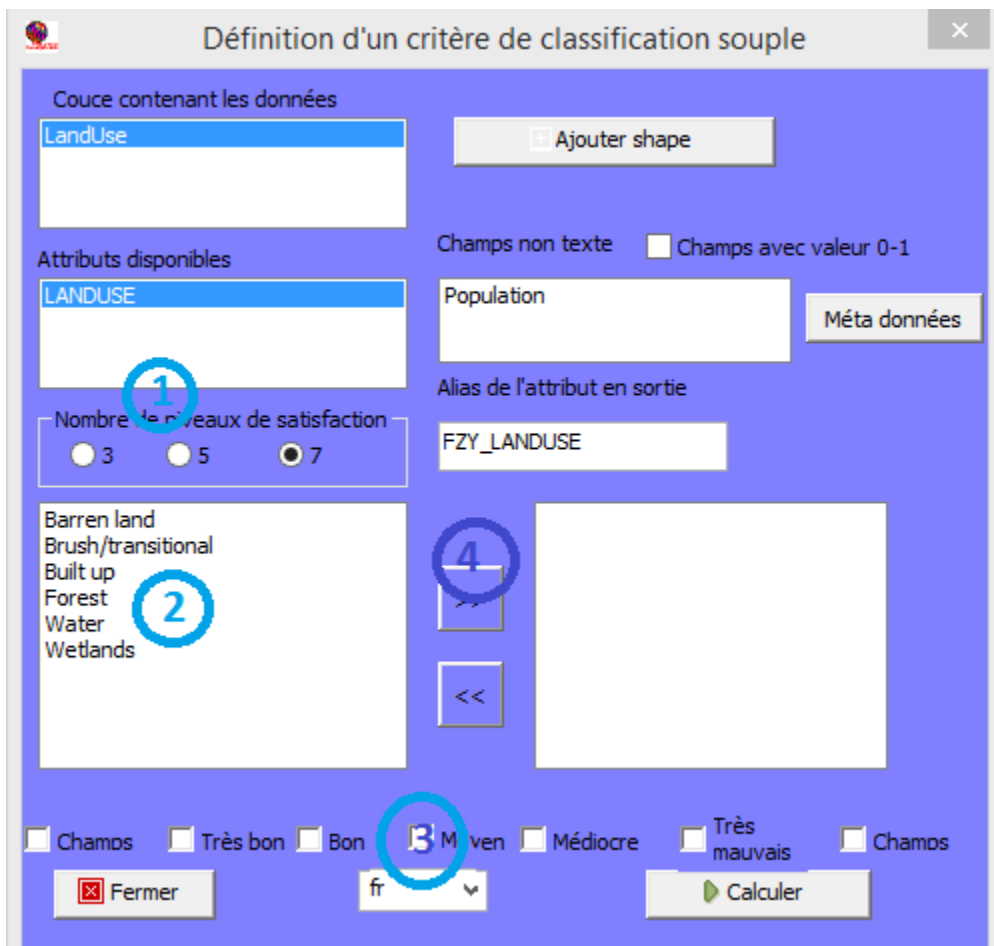 Définition d'un critère de classification souple
Couce contenant les données
LandUse
Ajouter shape
Attributs disponibles
LANDUSE
Champs non texte
Champs avec valeur 0-1
Population
Méta données
1
Nombre de niveaux de satisfaction
3 5 7
Alias de l'attribut en sortie
FZY_LANDUSE
Barren land
Brush/transitional
Built up
Forest
Water
Wetlands
2
4
>>
<<
3
Champs Très bon Bon Moyen Médiocre Très mauvais Champs
Fermer
fr
Calculer